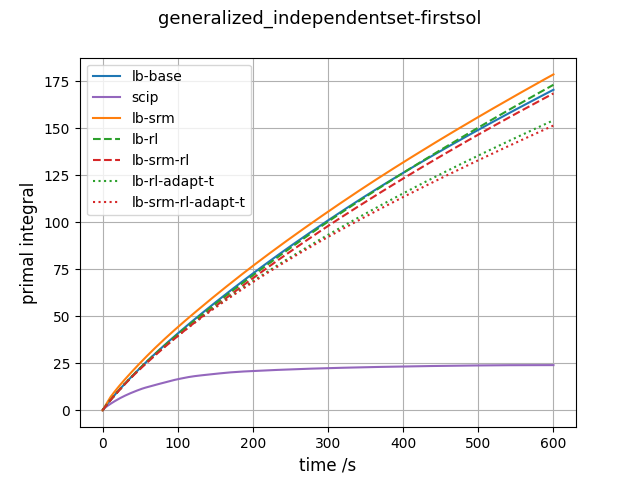 generalized_independentset-firstsol
lb-base
scip
lb-srm
lb-rl
lb-srm-rl
lb-rl-adapt-t
lb-srm-rl-adapt-t
primal integral
175
150
125
100
75
50
25
0
0 100 200 300 400 500 600
time /s